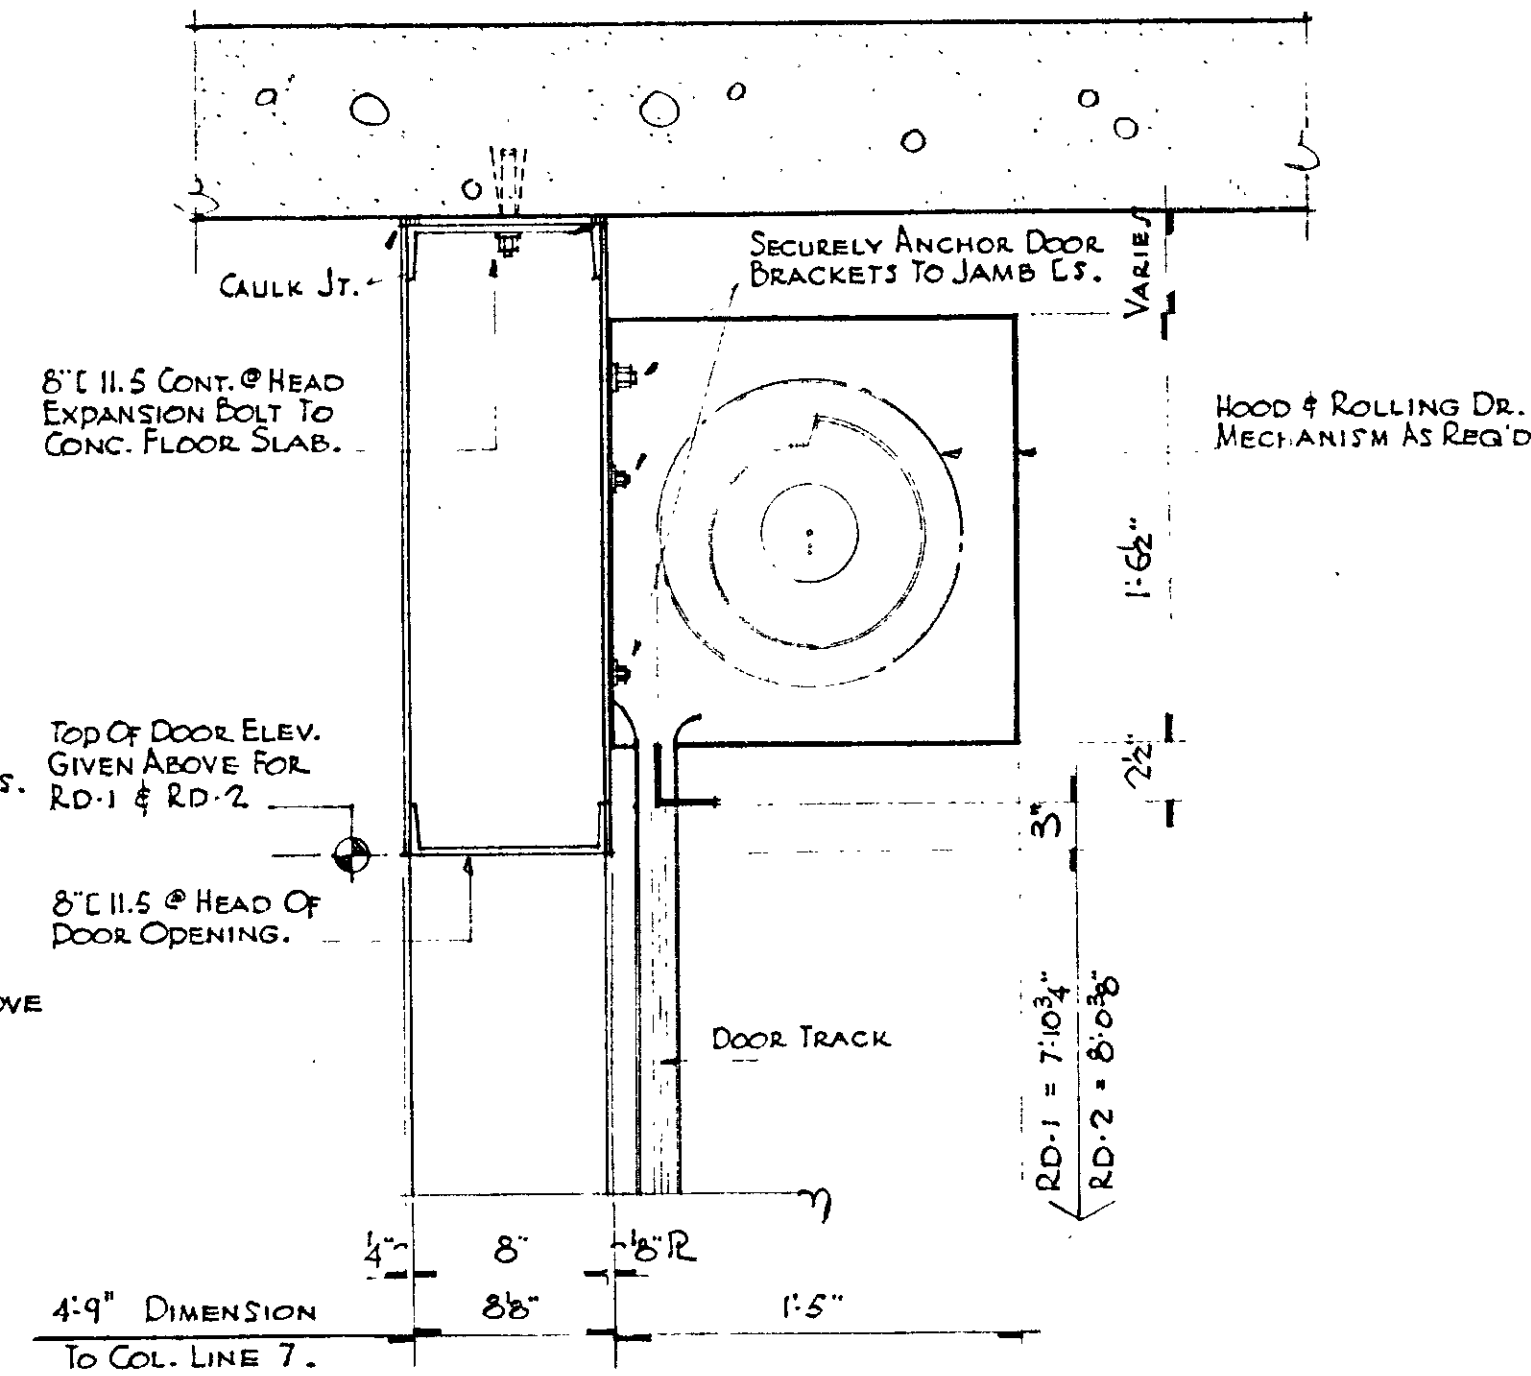 SECURELY ANCHOR DOOR
BRACKETS TO JAMB [S.
VARIES
CAULK JT.
8"[ 11.5 CONT. @ HEAD
EXPANSION BOLT TO
CONC. FLOOR SLAB.
HOOD & ROLLING DR.
MECHANISM AS REQ'D
1'-6½"
TOP OF DOOR ELEV.
GIVEN ABOVE FOR
RD-1 & RD-2
S.
2½"
3"
8"[ 11.5 @ HEAD OF
DOOR OPENING.
OVE
DOOR TRACK
RD-1 = 7'-10¾"
RD-2 = 8'-0⅜"
¼"
8"
⅛" PL
4'-9" DIMENSION
TO COL. LINE 7.
8⅛"
1'-5"